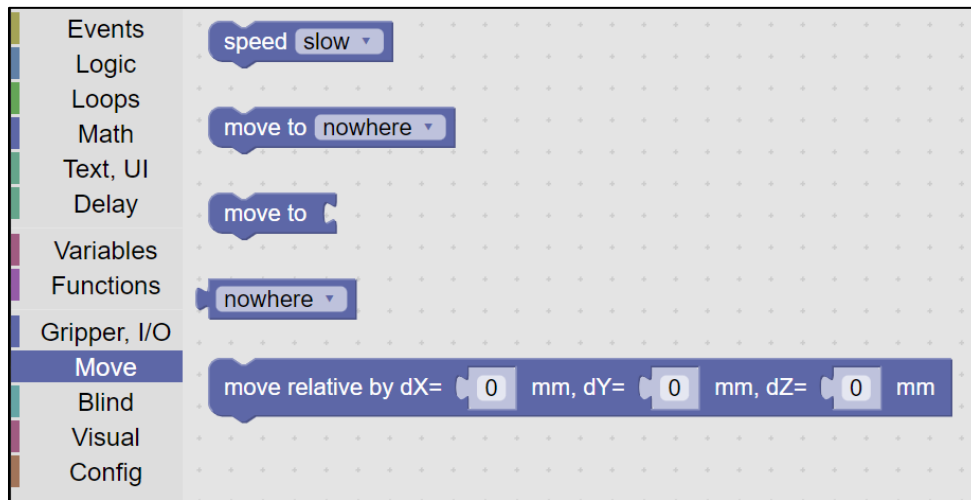 Events
Logic
Loops
Math
Text, UI
Delay
Variables
Functions
Gripper, I/O
Move
Blind
Visual
Config
speed slow
move to nowhere
move to
nowhere
move relative by dX= 0 mm, dY= 0 mm, dZ= 0 mm